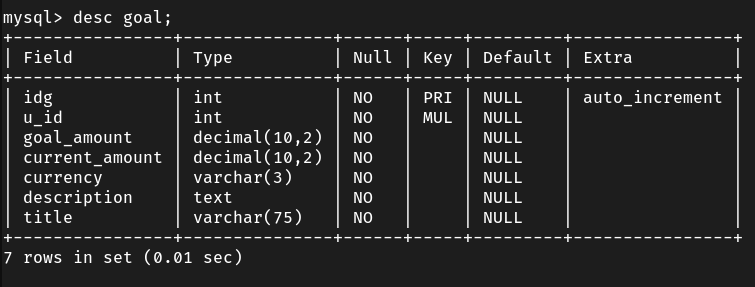 mysql> desc goal;
+----------------+---------------+------+-----+---------+----------------+
| Field          | Type          | Null | Key | Default | Extra          |
+----------------+---------------+------+-----+---------+----------------+
| idg            | int           | NO   | PRI | NULL    | auto_increment |
| u_id           | int           | NO   | MUL | NULL    |                |
| goal_amount    | decimal(10,2) | NO   |     | NULL    |                |
| current_amount | decimal(10,2) | NO   |     | NULL    |                |
| currency       | varchar(3)    | NO   |     | NULL    |                |
| description    | text          | NO   |     | NULL    |                |
| title          | varchar(75)   | NO   |     | NULL    |                |
+----------------+---------------+------+-----+---------+----------------+
7 rows in set (0.01 sec)